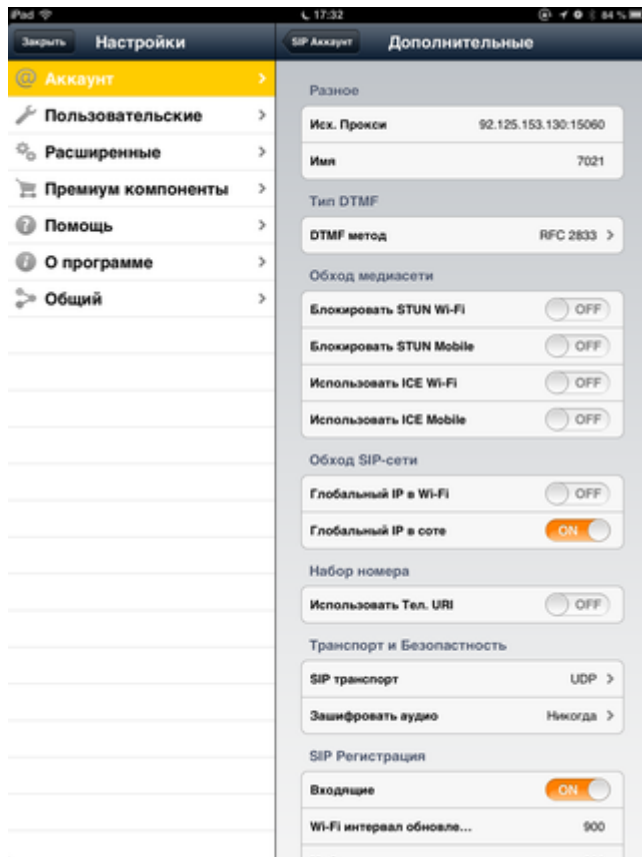 iPad 17:32 84 %
Закрыть Настройки
SIP Аккаунт Дополнительные
Аккаунт
Пользовательские
Расширенные
Премиум компоненты
Помощь
О программе
Общий
Разное
Исх. Прокси 92.125.153.130:15060
Имя 7021
Тип DTMF
DTMF метод RFC 2833
Обход медиасети
Блокировать STUN Wi-Fi OFF
Блокировать STUN Mobile OFF
Использовать ICE Wi-Fi OFF
Использовать ICE Mobile OFF
Обход SIP-сети
Глобальный IP в Wi-Fi OFF
Глобальный IP в соте ON
Набор номера
Использовать Тел. URI OFF
Транспорт и Безопастность
SIP транспорт UDP
Зашифровать аудио Никогда
SIP Регистрация
Входящие ON
Wi-Fi интервал обновле... 900